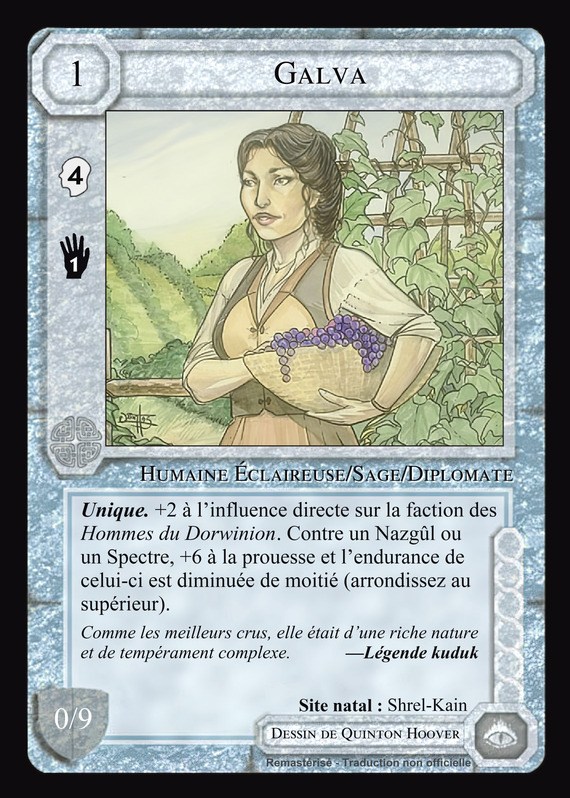 1
GALVA
4
1
HUMAINE ÉCLAIREUSE/SAGE/DIPLOMATE
Unique. +2 à l’influence directe sur la faction des
Hommes du Dorwinion. Contre un Nazgûl ou
un Spectre, +6 à la prouesse et l’endurance de
celui-ci est diminuée de moitié (arrondissez au
supérieur).
Comme les meilleurs crus, elle était d’une riche nature
et de tempérament complexe. —Légende kuduk
Site natal : Shrel-Kain
0/9
DESSIN DE QUINTON HOOVER
Remastérisé - Traduction non officielle